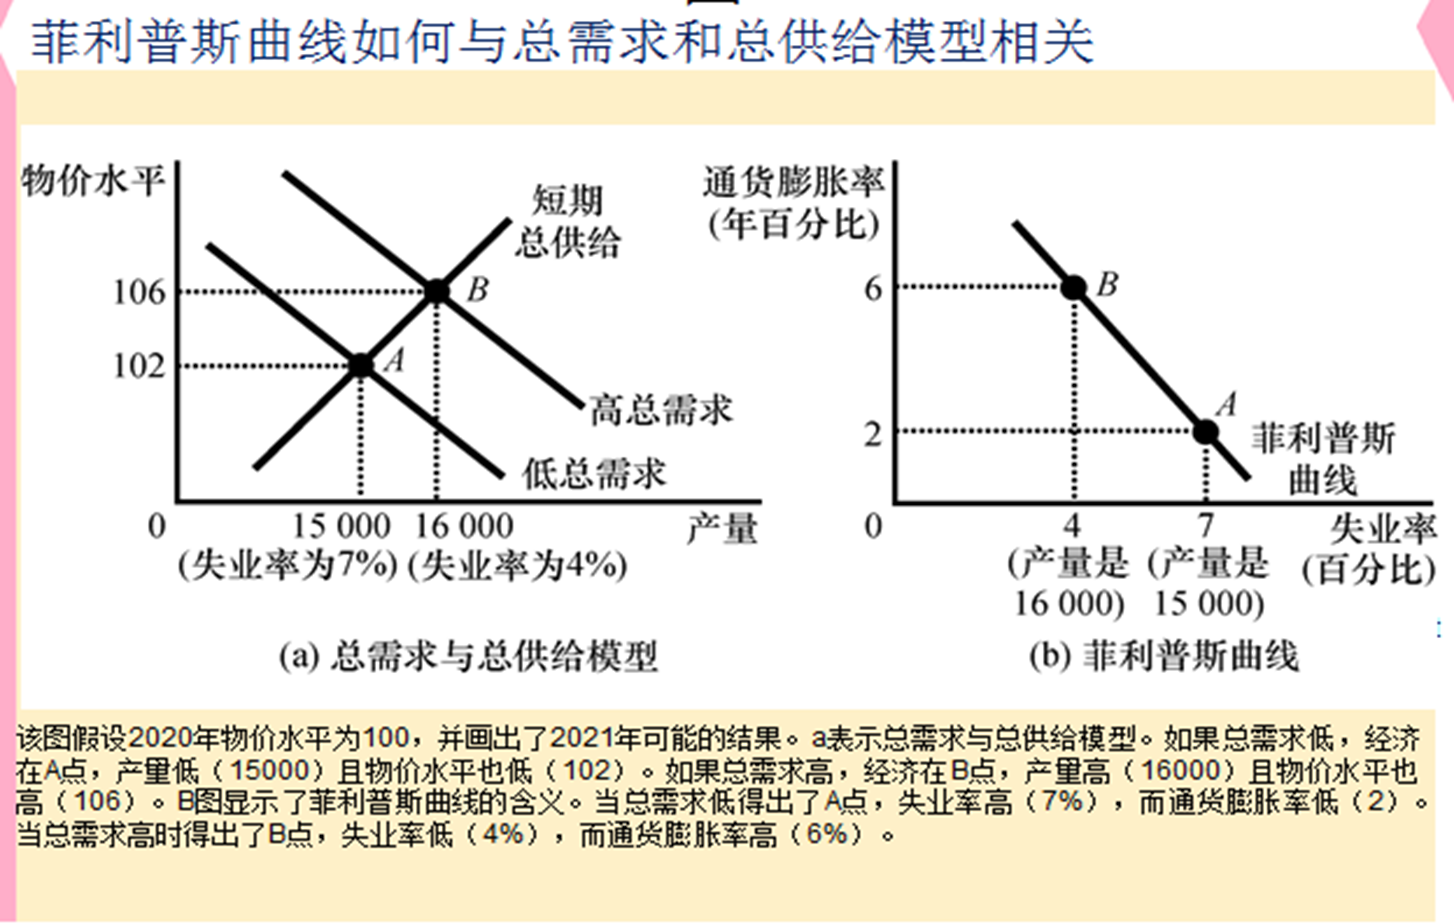 菲利普斯曲线如何与总需求和总供给模型相关
物价水平
短期
总供给
106
B
102
A
高总需求
低总需求
0
15 000
16 000
产量
(失业率为7%)
(失业率为4%)
(a) 总需求与总供给模型
通货膨胀率
(年百分比)
6
B
A
2
菲利普斯
曲线
0
4
7
失业率
(产量是
(产量是
(百分比)
16 000)
15 000)
(b) 菲利普斯曲线
该图假设2020年物价水平为100，并画出了2021年可能的结果。a表示总需求与总供给模型。如果总需求低，经济
在A点，产量低（15000）且物价水平也低（102）。如果总需求高，经济在B点，产量高（16000）且物价水平也
高（106）。B图显示了菲利普斯曲线的含义。当总需求低得出了A点，失业率高（7%），而通货膨胀率低（2）。
当总需求高时得出了B点，失业率低（4%），而通货膨胀率高（6%）。